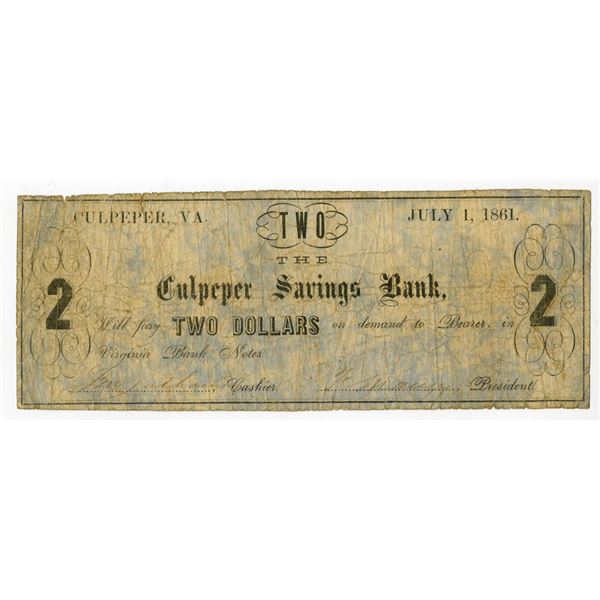 CULPEPER, VA. TWO JULY 1, 1861.
THE
2 Culpeper Savings Bank, 2
Will pay TWO DOLLARS on demand to Bearer, in
Virginia Bank Notes.
Cashier. President